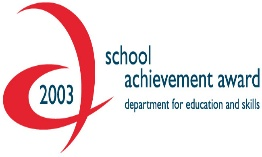 school
achievement award
2003
department for education and skills